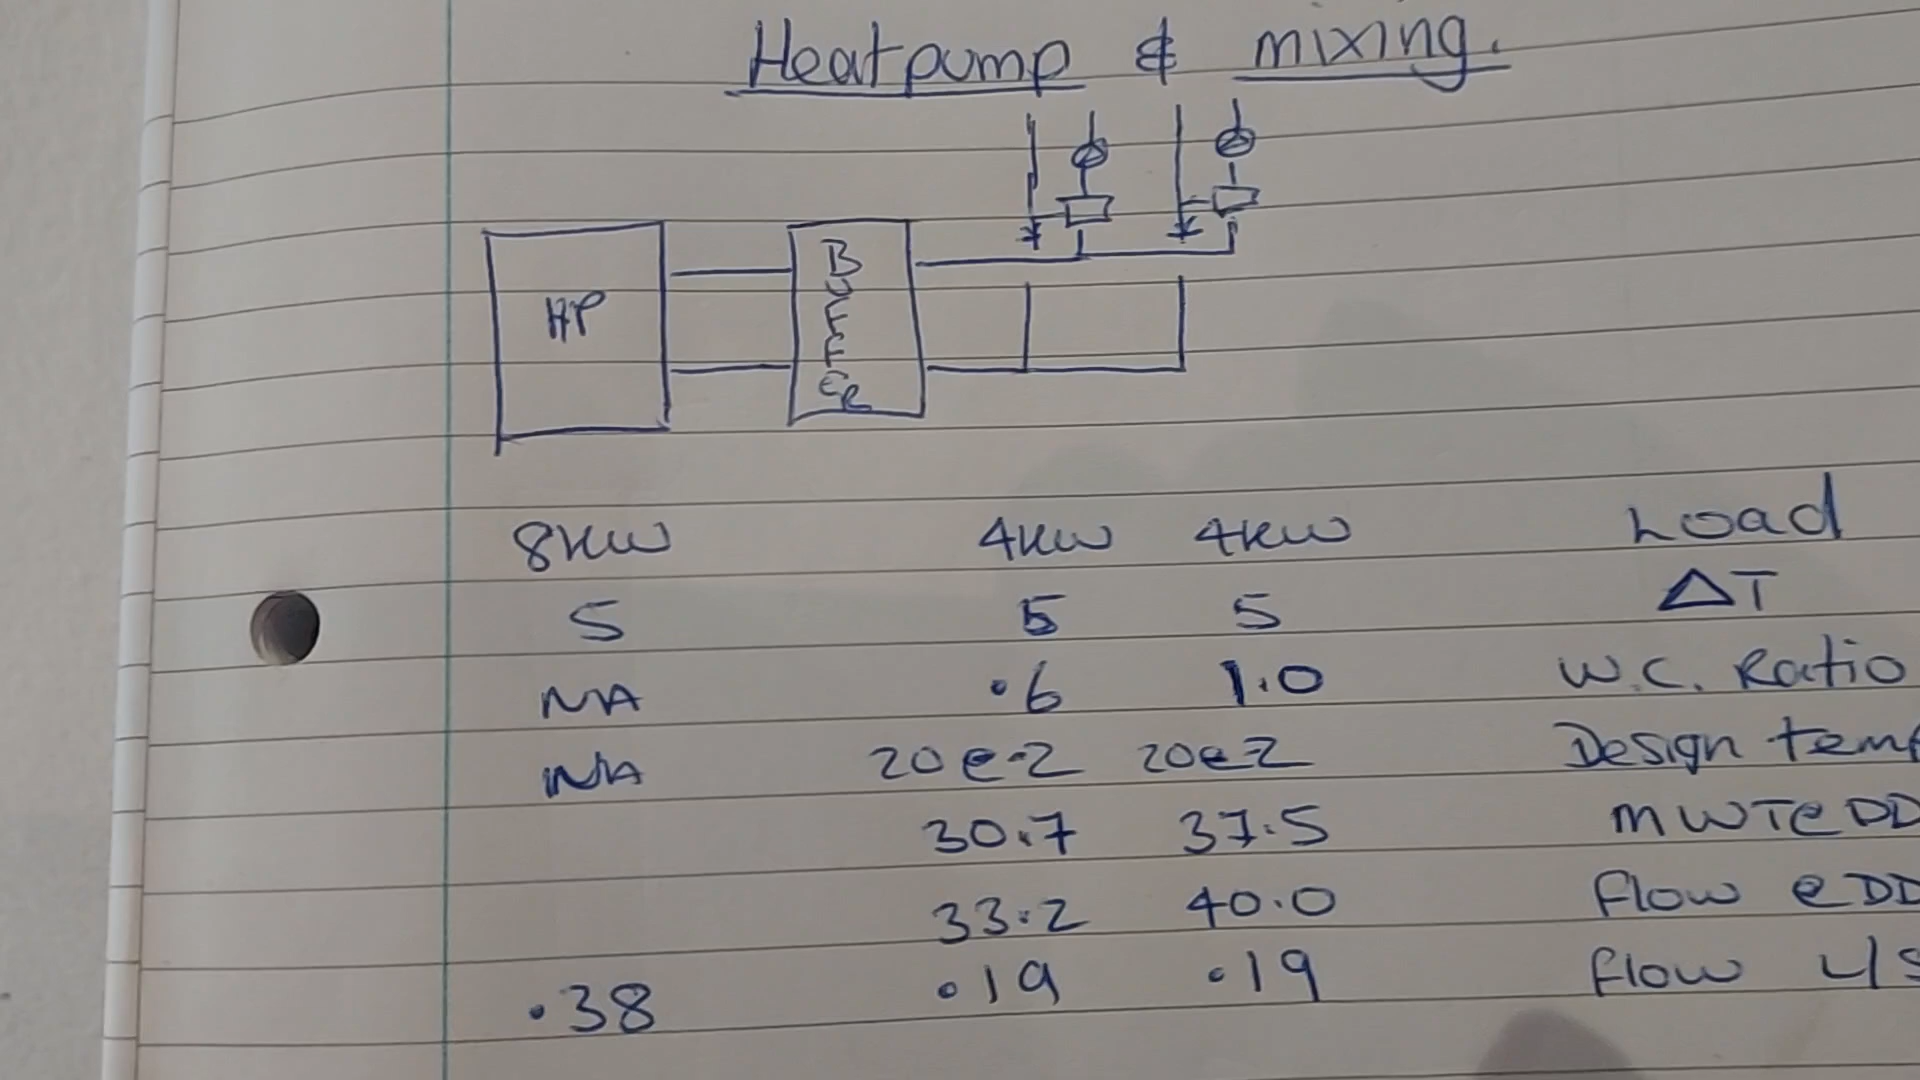 Heatpump & mixing.
HP
BUFFER
8kW 4kW 4kW Load
5 5 5 ΔT
NA .6 1.0 W.C. Ratio
NA 20@-2 20@-2 Design temp
30.7 37.5 MWT@DD
33.2 40.0 flow @DD
.38 .19 .19 flow L/s